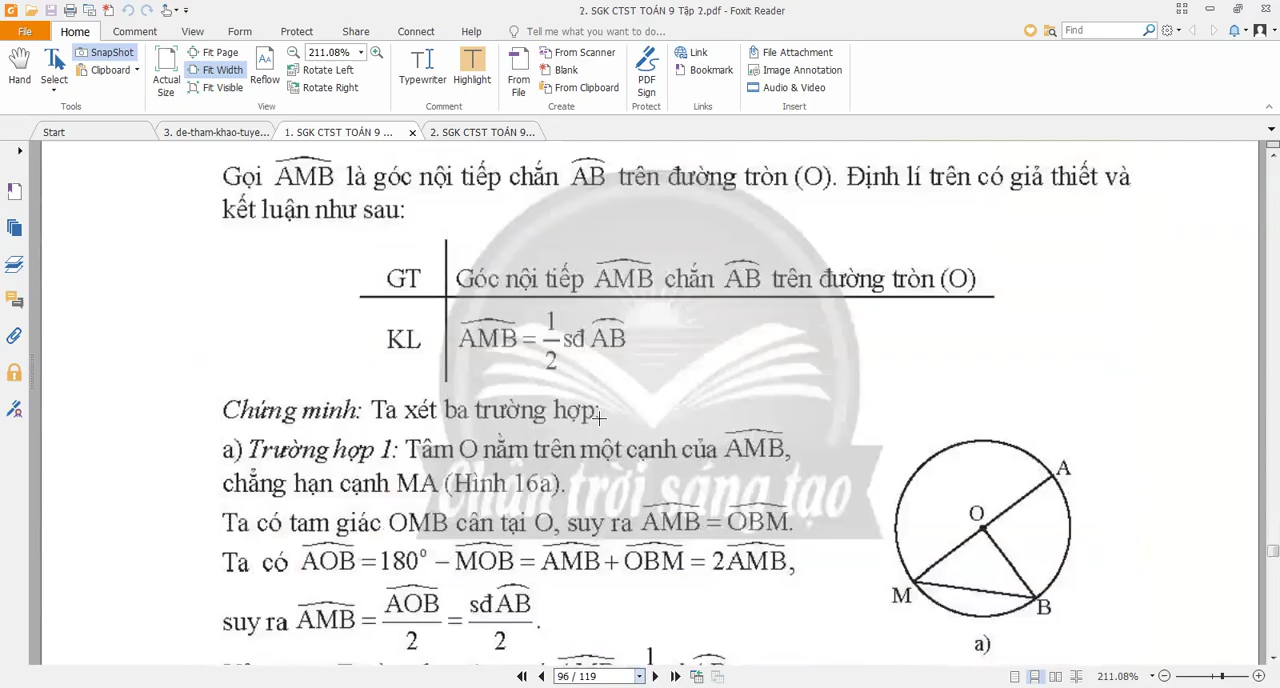 2. SGK CTST TOÁN 9 Tập 2.pdf - Foxit Reader
File Home Comment View Form Protect Share Connect Help Tell me what you want to do... Find
Hand
Select
SnapShot
Clipboard
Tools
Actual Size
Fit Page
Fit Width
Fit Visible
Reflow
211.08%
Rotate Left
Rotate Right
View
Typewriter
Highlight
Comment
From File
From Scanner
Blank
From Clipboard
Create
PDF Sign
Protect
Link
Bookmark
Links
File Attachment
Image Annotation
Audio & Video
Insert
Start
3. de-tham-khao-tuye...
1. SGK CTST TOÁN 9 ...
2. SGK CTST TOÁN 9...
Gọi AMB là góc nội tiếp chắn AB trên đường tròn (O). Định lí trên có giả thiết và
kết luận như sau:
GT Góc nội tiếp AMB chắn AB trên đường tròn (O)
KL AMB = 1/2 sđ AB
Chứng minh: Ta xét ba trường hợp:
a) Trường hợp 1: Tâm O nằm trên một cạnh của AMB,
chẳng hạn cạnh MA (Hình 16a).
Ta có tam giác OMB cân tại O, suy ra AMB = OBM.
Ta có AOB = 180° − MOB = AMB + OBM = 2AMB,
suy ra AMB = AOB/2 = sđAB/2.
Chân trời sáng tạo
A
O
M
B
a)
96 / 119
211.08%